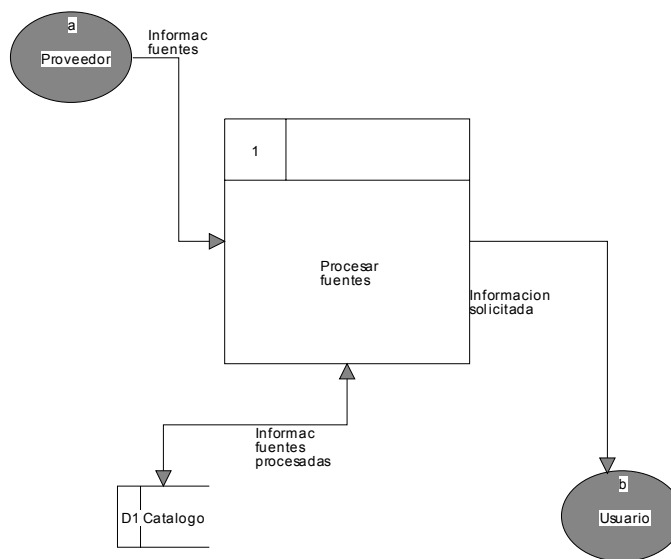 a
Proveedor
Informac
fuentes
1
Procesar
fuentes
Informacion
solicitada
Informac
fuentes
procesadas
D1 Catalogo
b
Usuario